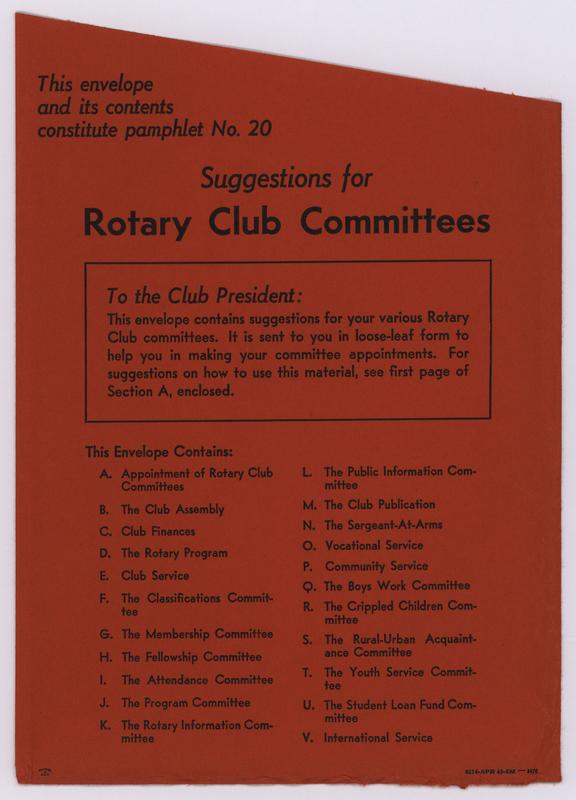 This envelope
and its contents
constitute pamphlet No. 20
Suggestions for
Rotary Club Committees
To the Club President:
This envelope contains suggestions for your various Rotary
Club committees. It is sent to you in loose-leaf form to
help you in making your committee appointments. For
suggestions on how to use this material, see first page of
Section A, enclosed.
This Envelope Contains:
A. Appointment of Rotary Club
Committees
B. The Club Assembly
C. Club Finances
D. The Rotary Program
E. Club Service
F. The Classifications Commit-
tee
G. The Membership Committee
H. The Fellowship Committee
I. The Attendance Committee
J. The Program Committee
K. The Rotary Information Com-
mittee
L. The Public Information Com-
mittee
M. The Club Publication
N. The Sergeant-At-Arms
O. Vocational Service
P. Community Service
Q. The Boys Work Committee
R. The Crippled Children Com-
mittee
S. The Rural-Urban Acquaint-
ance Committee
T. The Youth Service Commit-
tee
U. The Student Loan Fund Com-
mittee
V. International Service